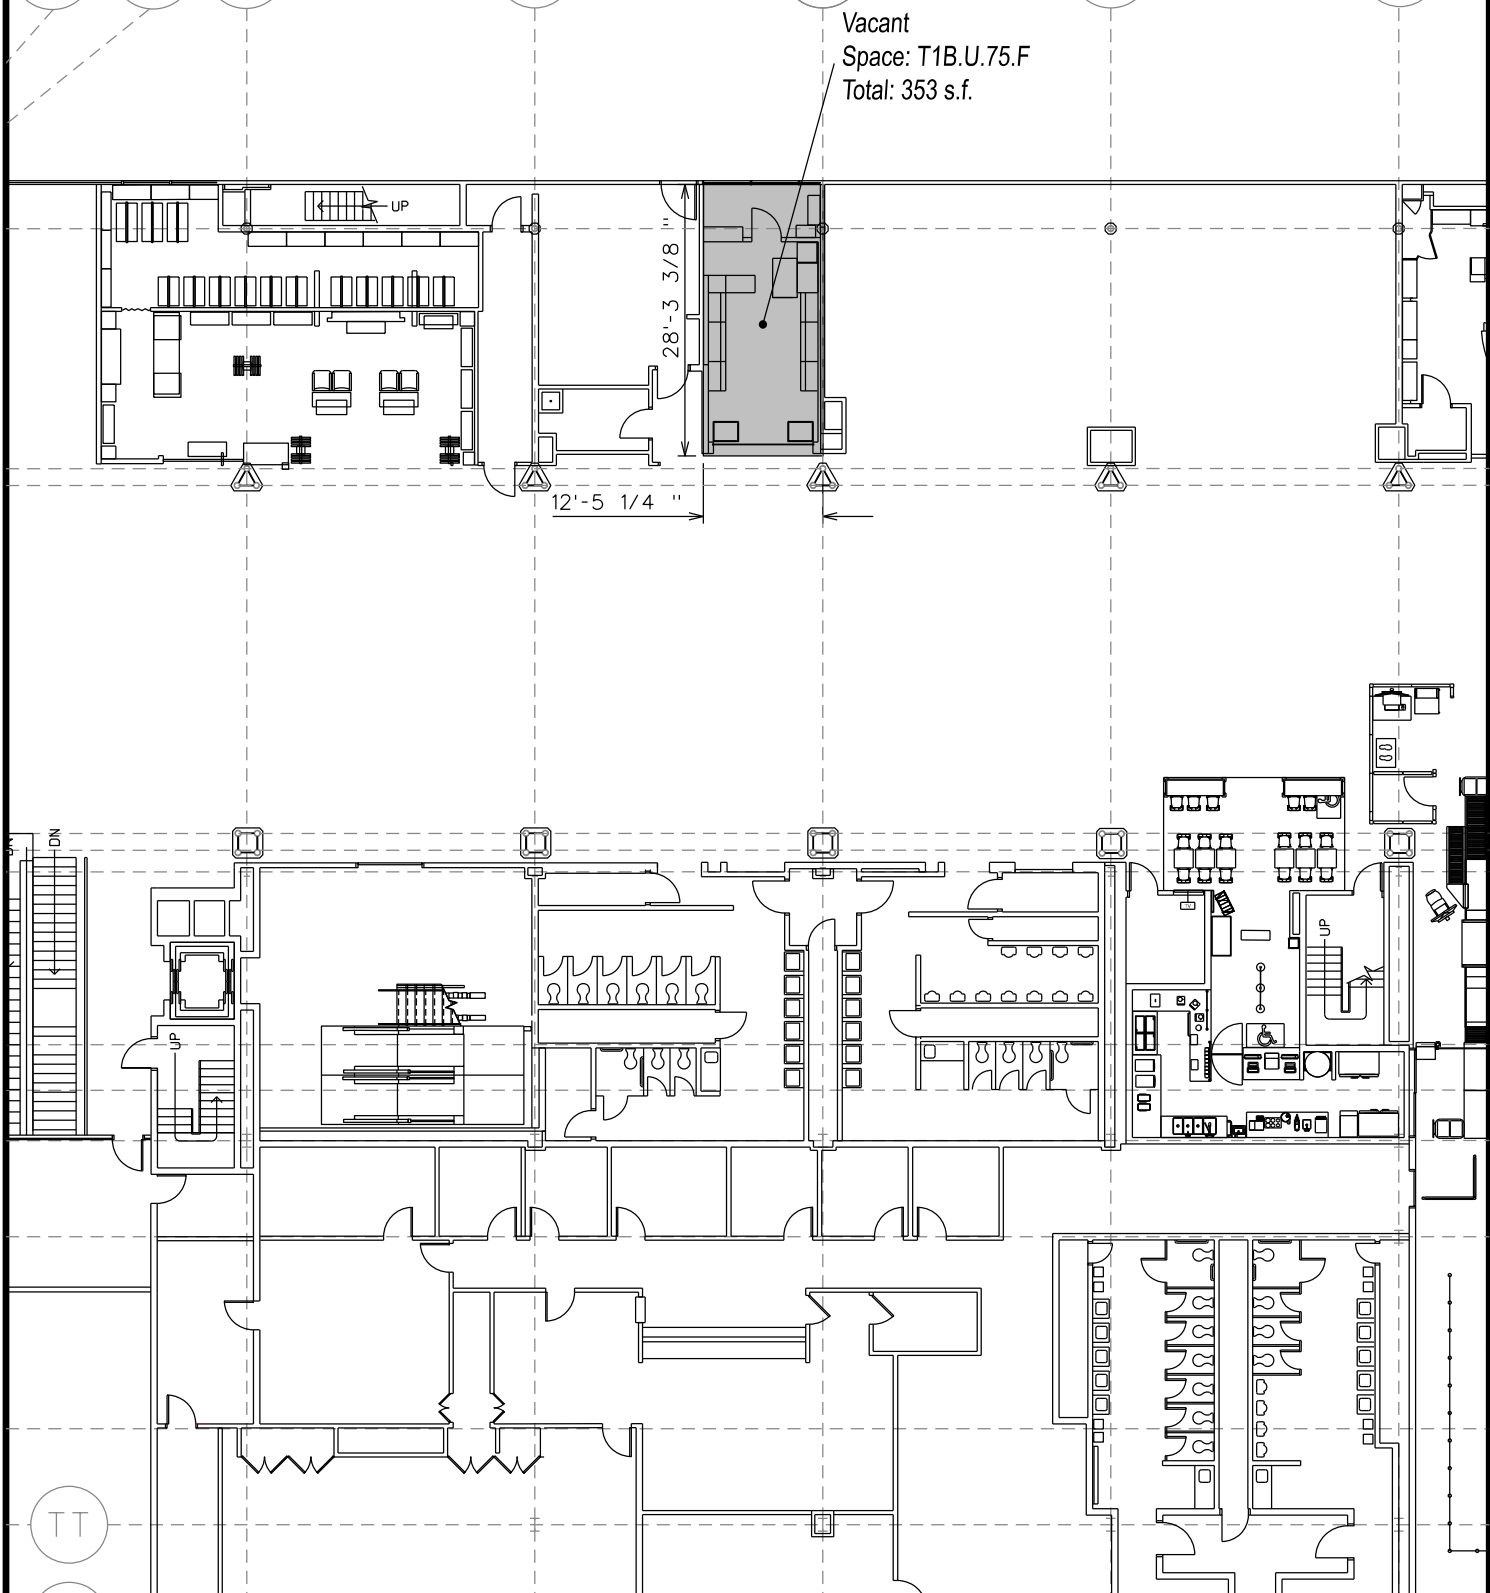 Vacant
Space: T1B.U.75.F
Total: 353 s.f.
UP
28'-3 3/8 "
12'-5 1/4 "
DN
DN
UP
UP
TT